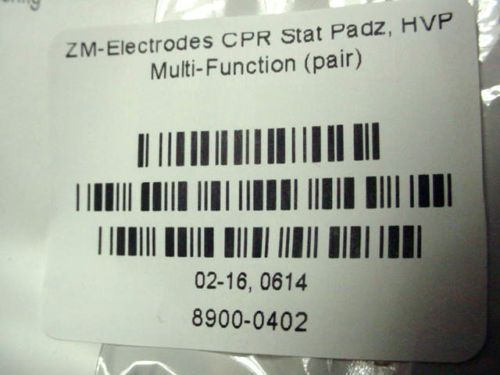 ZM-Electrodes CPR Stat Padz, HVP
Multi-Function (pair)
02-16, 0614
8900-0402